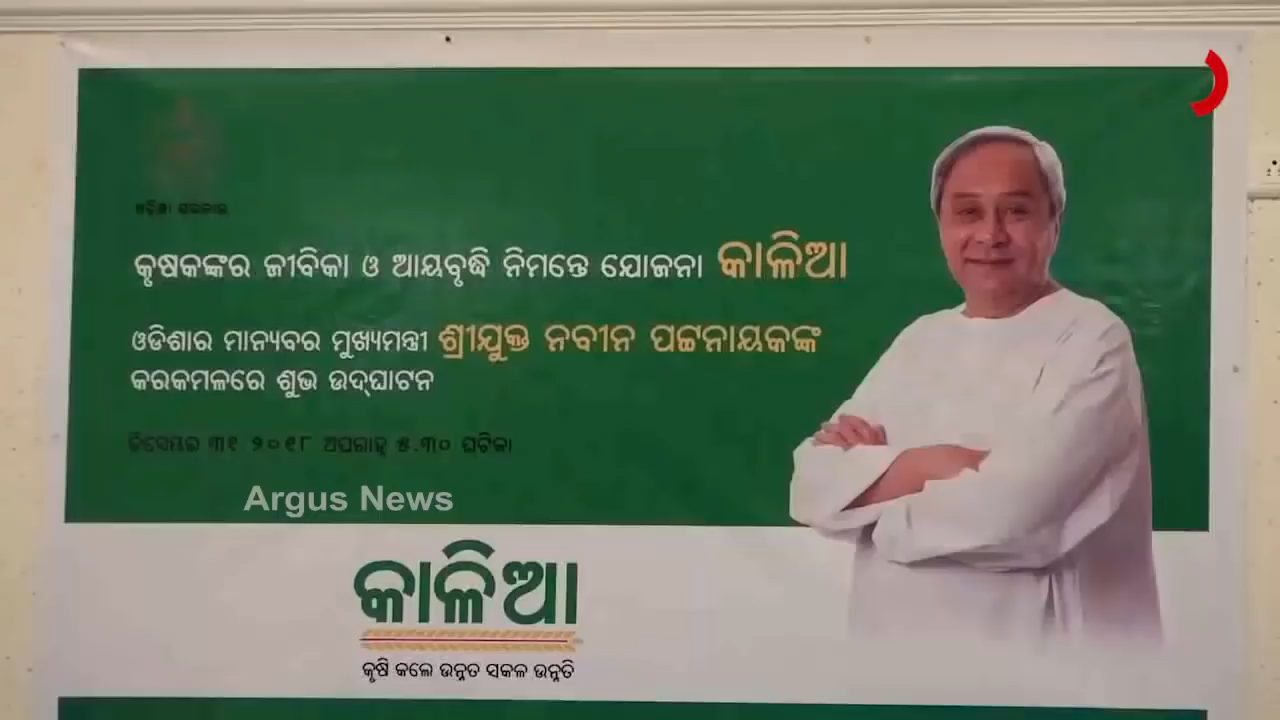 ଓଡ଼ିଶା ସରକାର
କୃଷକଙ୍କର ଜୀବିକା ଓ ଆୟବୃଦ୍ଧି ନିମନ୍ତେ ଯୋଜନା କାଳିଆ
ଓଡିଶାର ମାନ୍ୟବର ମୁଖ୍ୟମନ୍ତ୍ରୀ ଶ୍ରୀଯୁକ୍ତ ନବୀନ ପଟ୍ଟନାୟକଙ୍କ
କରକମଳରେ ଶୁଭ ଉଦ୍‌ଘାଟନ
ଡିସେମ୍ବର ୩୧ ୨୦୧୮ ଅପରାହ୍ନ ୫.୩୦ ଘଟିକା
Argus News
କାଳିଆ
କୃଷି କଲେ ଉନ୍ନତ ସକଳ ଉନ୍ନତି